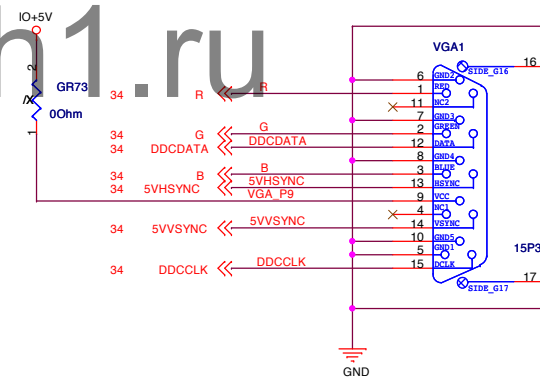 IO+5V
h1.ru
VGA1
16
SIDE_G16
2
GR73
/X
0Ohm
1
6 GND2
34 R R 1 RED
11 NC2
7 GND3
34 G G 2 GREEN
34 DDCDATA DDCDATA 12 DATA
8 GND4
34 B B 3 BLUE
34 5VHSYNC 5VHSYNC 13 HSYNC
VGA_P9 9 VCC
4 NC1
34 5VVSYNC 5VVSYNC 14 VSYNC
10 GND5
5 GND1
15P3
34 DDCCLK DDCCLK 15 DCLK
17
SIDE_G17
GND